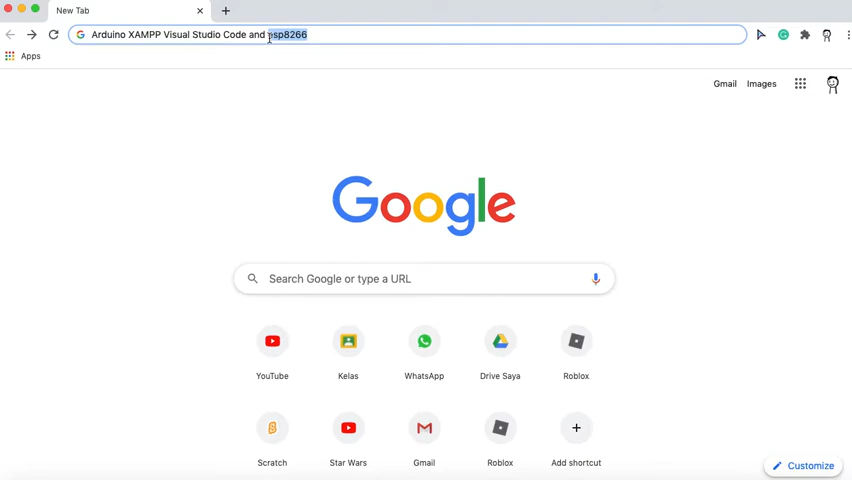 New Tab
Arduino XAMPP Visual Studio Code and esp8266
Apps
Gmail Images
Google
Search Google or type a URL
YouTube Kelas WhatsApp Drive Saya Roblox
Scratch Star Wars Gmail Roblox Add shortcut
Customize